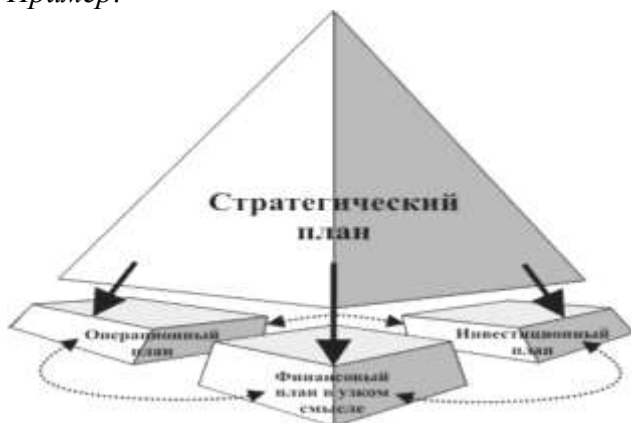 Пример:
Стратегический
план
Операционный
план
Инвестиционный
план
Финансовый
план в узком
смысле